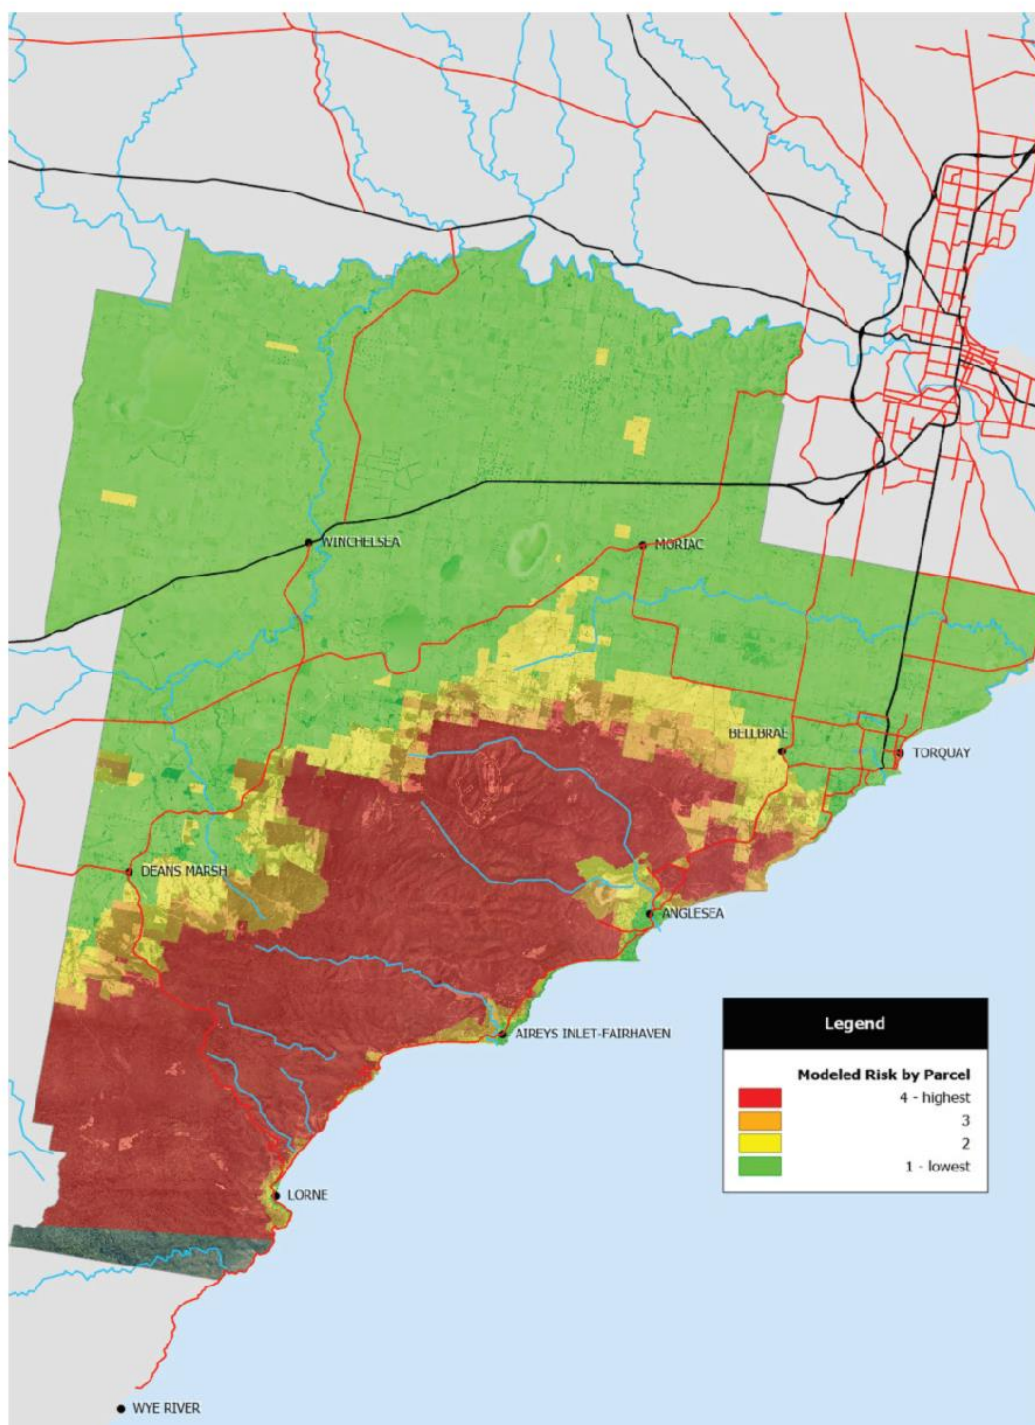 WINCHELSEA
MORIAC
BELLBRAE
TORQUAY
DEANS MARSH
ANGLESEA
AIREYS INLET-FAIRHAVEN
LORNE
WYE RIVER
Legend
Modeled Risk by Parcel
4 - highest
3
2
1 - lowest